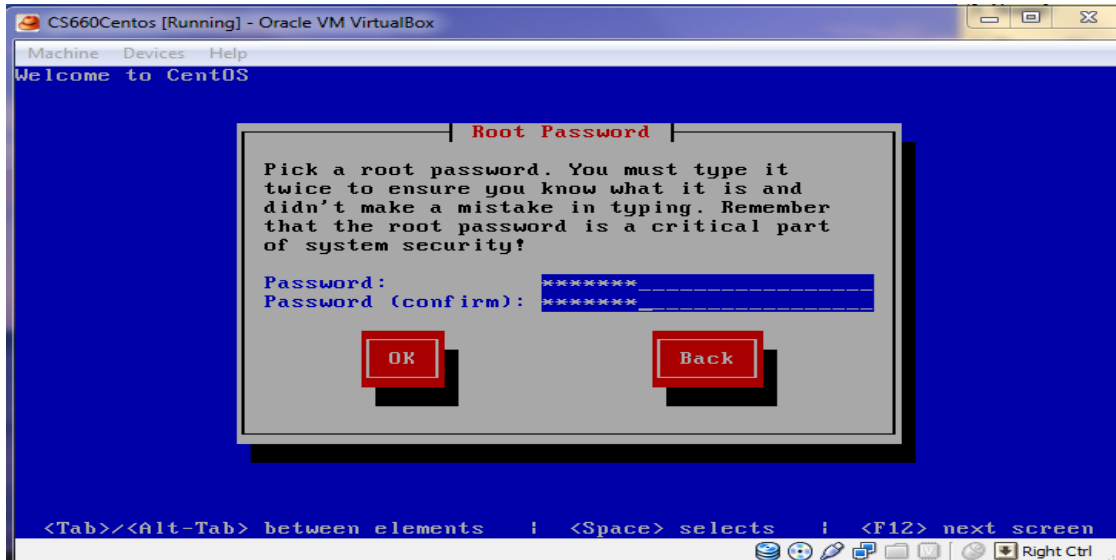 CS660Centos [Running] - Oracle VM VirtualBox
Machine Devices Help
Welcome to CentOS
Root Password
Pick a root password. You must type it
twice to ensure you know what it is and
didn't make a mistake in typing. Remember
that the root password is a critical part
of system security!
Password: *******_________________
Password (confirm): *******_________________
OK Back
<Tab>/<Alt-Tab> between elements | <Space> selects | <F12> next screen
Right Ctrl